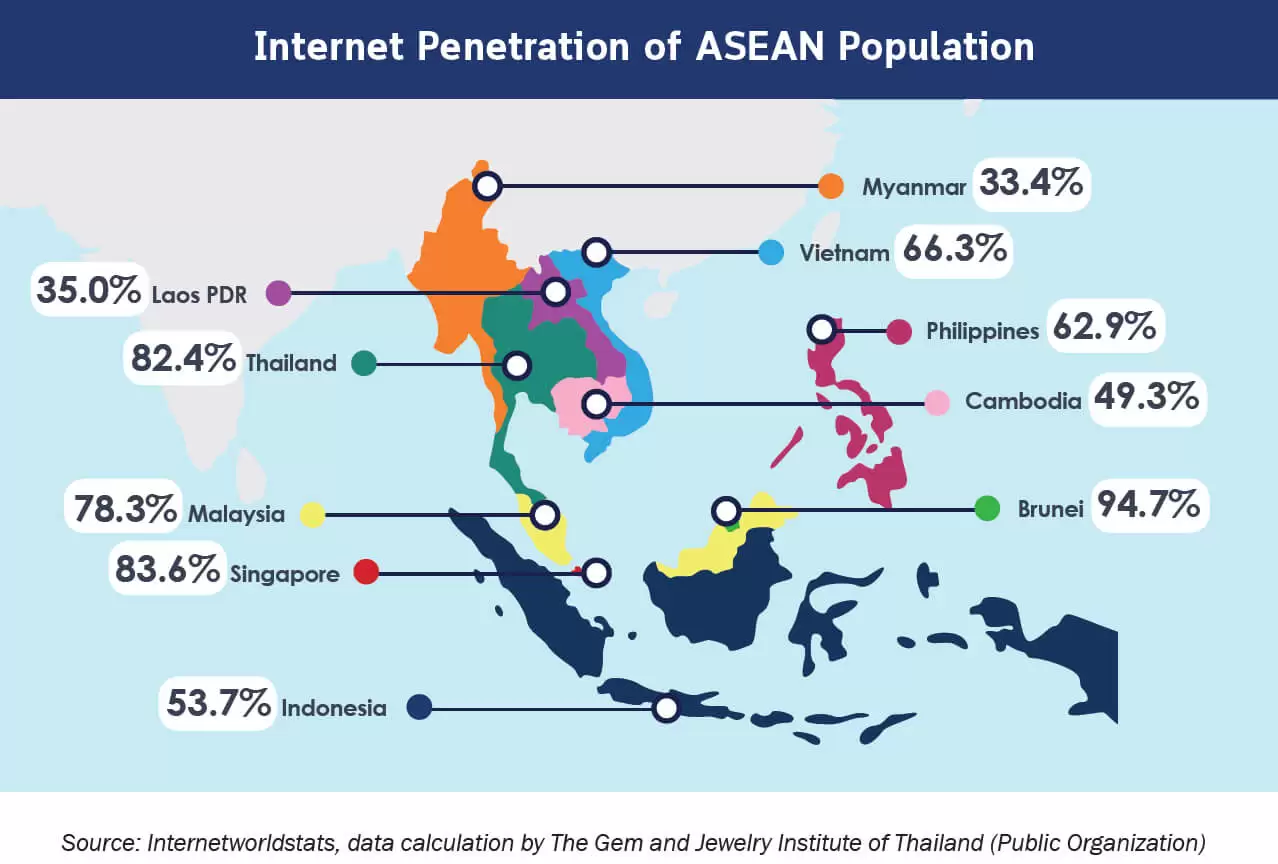 Internet Penetration of ASEAN Population
Myanmar 33.4%
Vietnam 66.3%
35.0% Laos PDR
Philippines 62.9%
82.4% Thailand
Cambodia 49.3%
78.3% Malaysia
Brunei 94.7%
83.6% Singapore
53.7% Indonesia
Source: Internetworldstats, data calculation by The Gem and Jewelry Institute of Thailand (Public Organization)